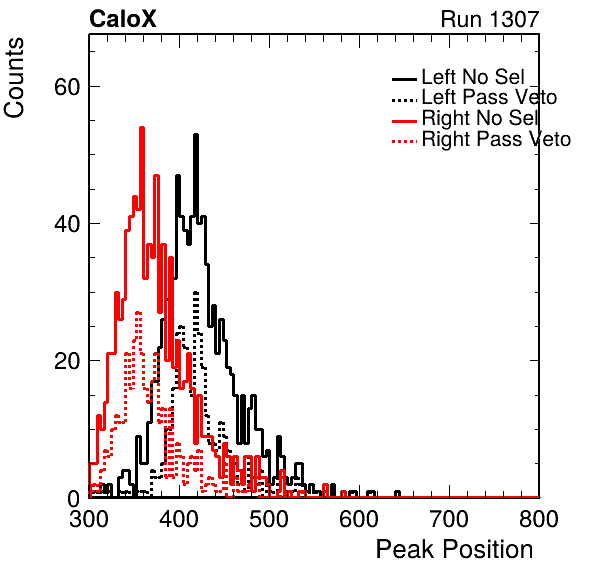 CaloX Run 1307
Counts
60
40
20
0
Left No Sel
Left Pass Veto
Right No Sel
Right Pass Veto
300 400 500 600 700 800
Peak Position